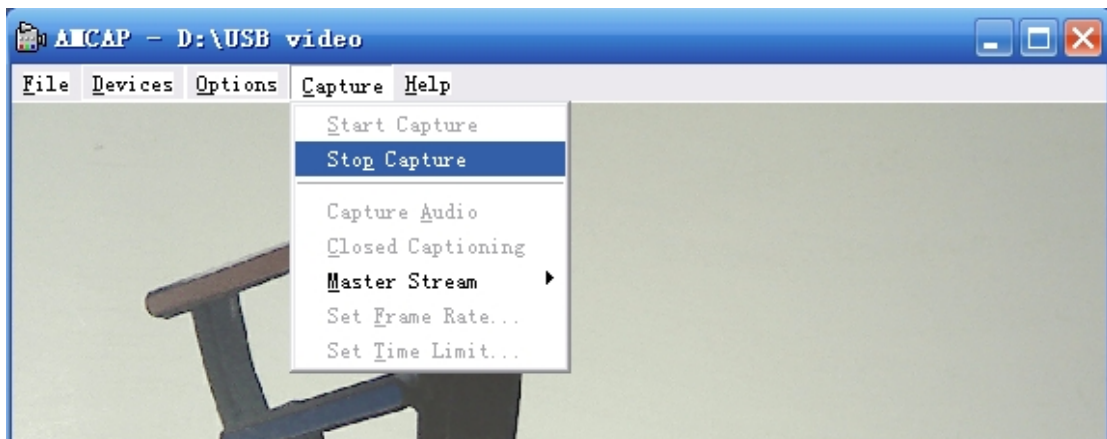 AMCAP - D:\USB video
File Devices Options Capture Help
Start Capture
Stop Capture
Capture Audio
Closed Captioning
Master Stream
Set Frame Rate...
Set Time Limit...